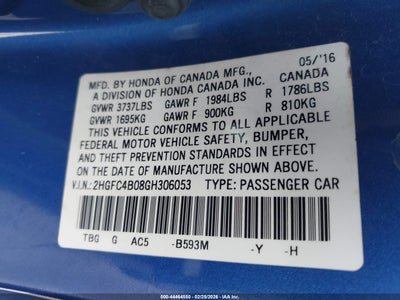 05/'16
MFD. BY HONDA OF CANADA MFG.,
A DIVISION OF HONDA CANADA INC. CANADA
GVWR 3737LBS GAWR F 1984LBS R 1786LBS
GVWR 1695KG GAWR F 900KG R 810KG
THIS VEHICLE CONFORMS TO ALL APPLICABLE
FEDERAL MOTOR VEHICLE SAFETY, BUMPER,
AND THEFT PREVENTION STANDARDS IN EFFECT
ON THE DATE OF MANUFACTURE SHOWN ABOVE.
V.I.N.: 2HGFC4B08GH306053 TYPE: PASSENGER CAR
TBG G AC5 -B593M -Y -H
000-44464550 - 02/25/2026 - IAAI.COM